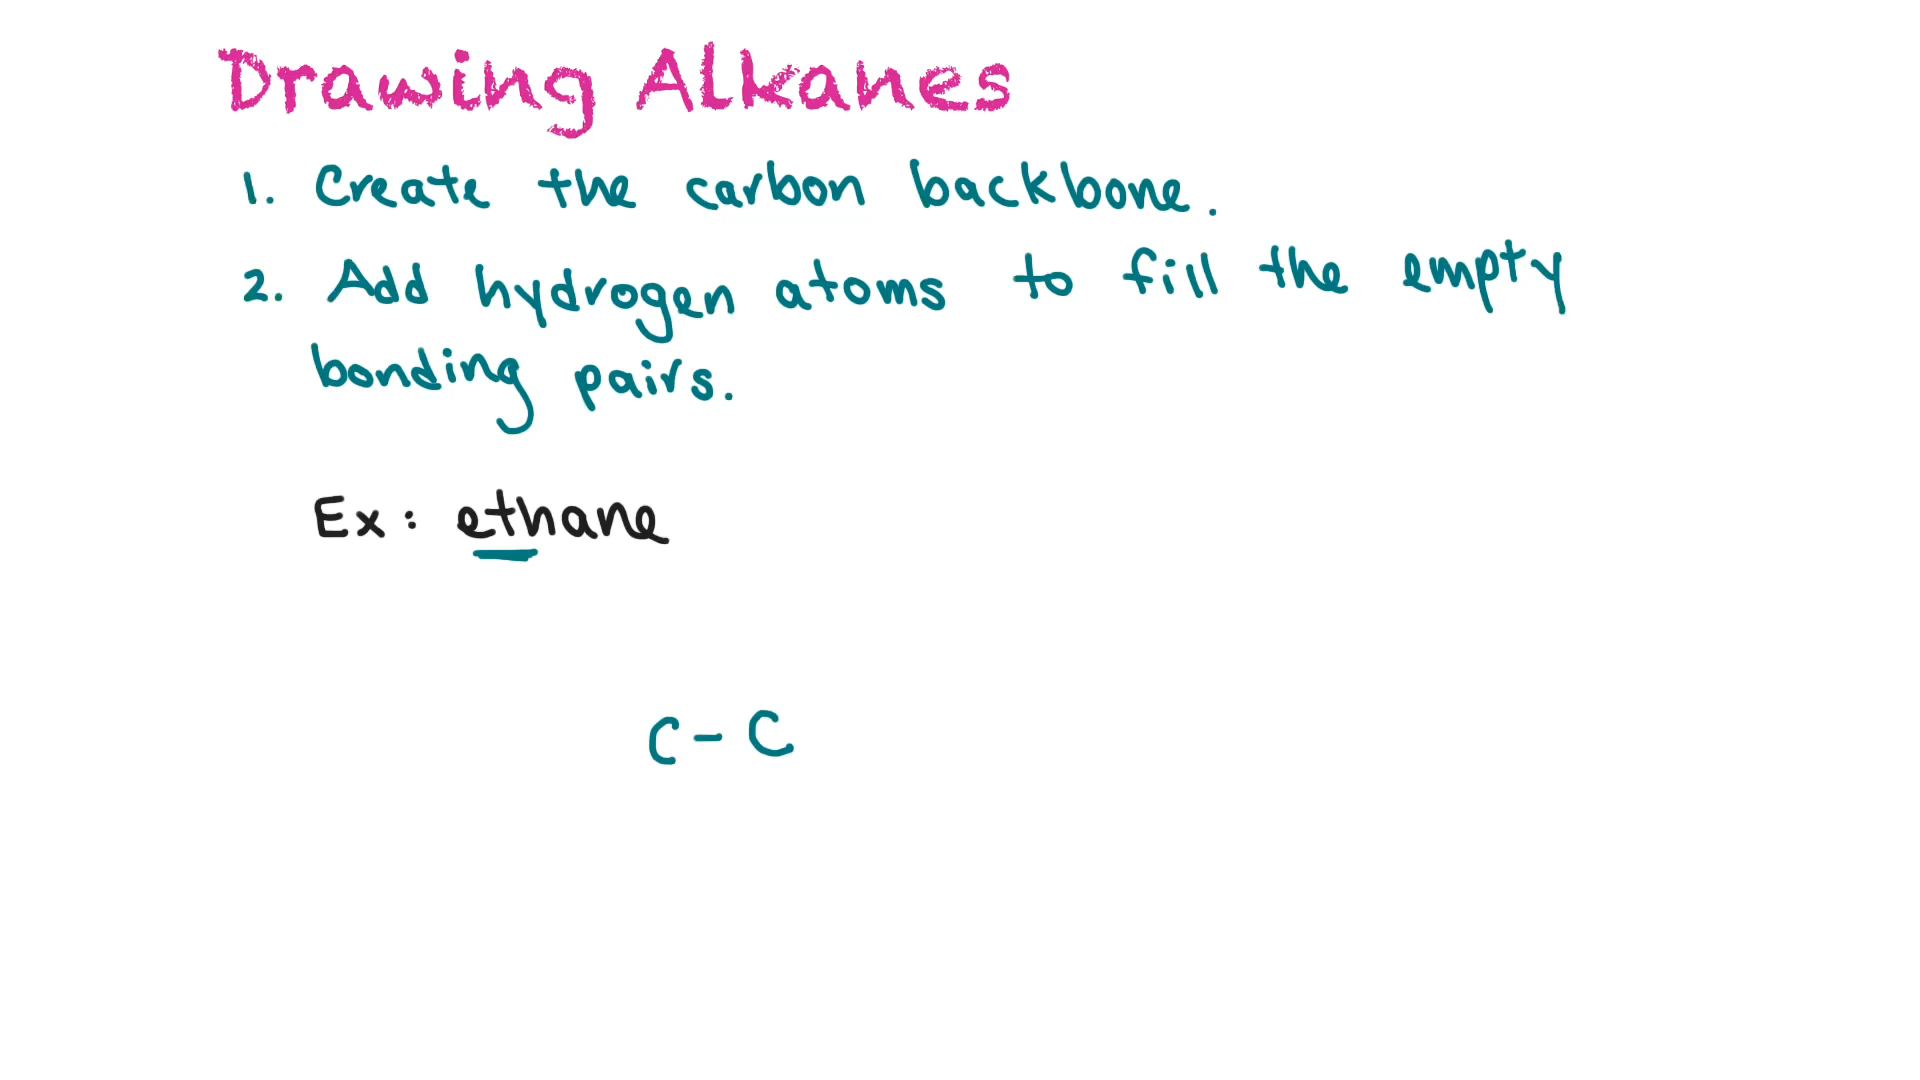 Drawing Alkanes
1. Create the carbon backbone.
2. Add hydrogen atoms to fill the empty
bonding pairs.
Ex: ethane
C - C